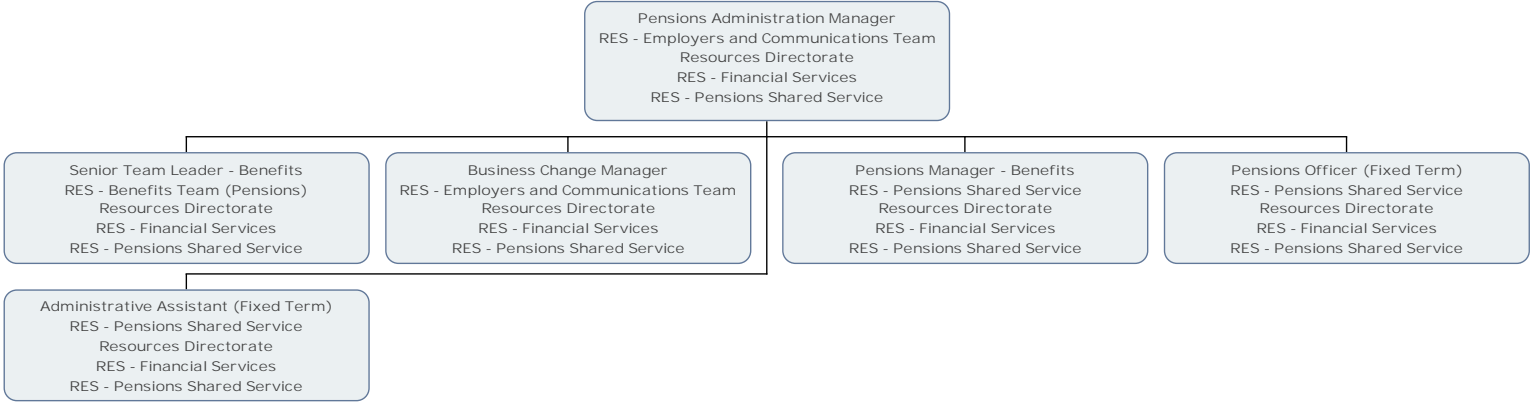 Pensions Administration Manager
RES - Employers and Communications Team
Resources Directorate
RES - Financial Services
RES - Pensions Shared Service
Senior Team Leader - Benefits
RES - Benefits Team (Pensions)
Resources Directorate
RES - Financial Services
RES - Pensions Shared Service
Business Change Manager
RES - Employers and Communications Team
Resources Directorate
RES - Financial Services
RES - Pensions Shared Service
Pensions Manager - Benefits
RES - Pensions Shared Service
Resources Directorate
RES - Financial Services
RES - Pensions Shared Service
Pensions Officer (Fixed Term)
RES - Pensions Shared Service
Resources Directorate
RES - Financial Services
RES - Pensions Shared Service
Administrative Assistant (Fixed Term)
RES - Pensions Shared Service
Resources Directorate
RES - Financial Services
RES - Pensions Shared Service